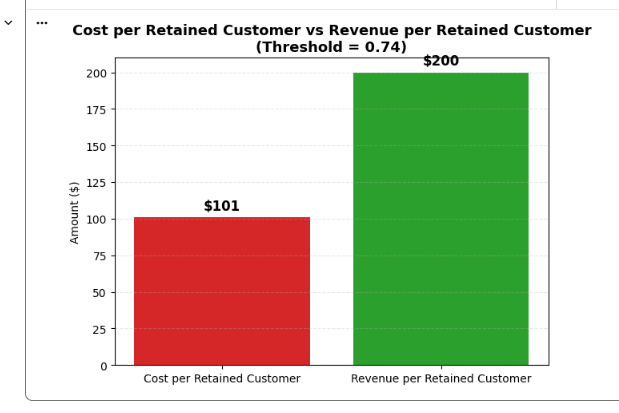 Cost per Retained Customer vs Revenue per Retained Customer
(Threshold = 0.74)
$200
$101
200
175
150
125
100
75
50
25
0
Amount ($)
Cost per Retained Customer
Revenue per Retained Customer